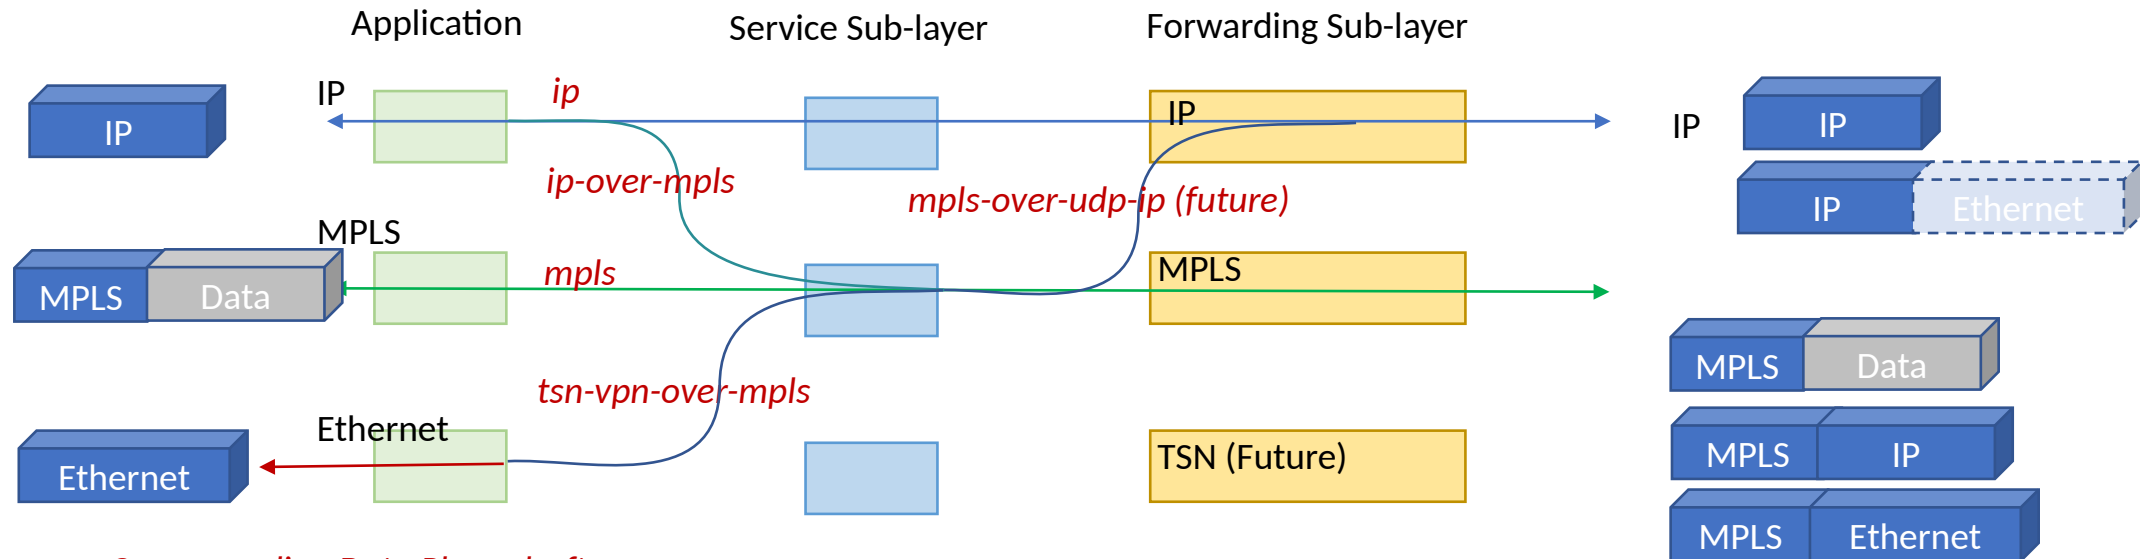 Application
Service Sub-layer
Forwarding Sub-layer
IP
IP
ip
IP
IP
IP
ip-over-mpls
mpls-over-udp-ip (future)
IP
Ethernet
MPLS
MPLS
Data
mpls
MPLS
MPLS
Data
tsn-vpn-over-mpls
Ethernet
Ethernet
TSN (Future)
MPLS
IP
MPLS
Ethernet